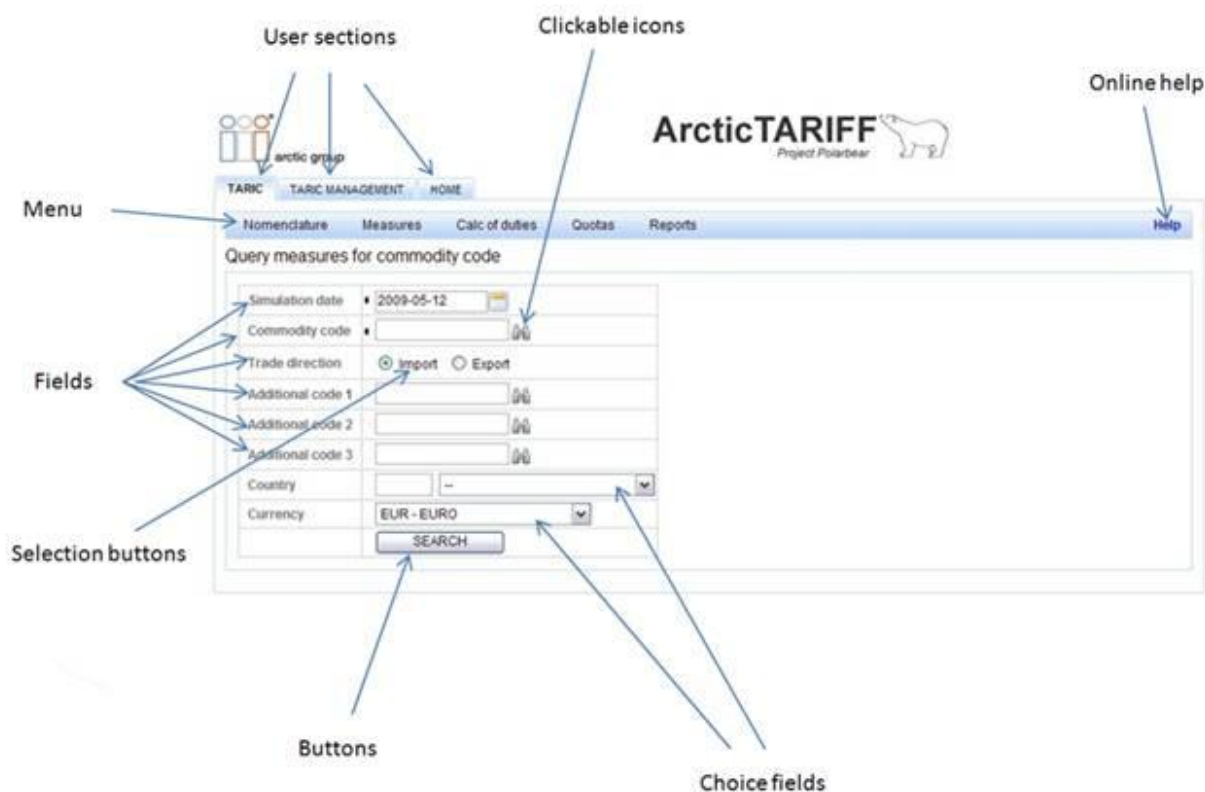 Clickable icons
User sections
Online help
ArcticTARIFF
Project Polarbear
arctic group
TARIC TARIC MANAGEMENT HOME
Menu
Nomenclature Measures Calc of duties Quotas Reports Help
Query measures for commodity code
Simulation date 2009-05-12
Commodity code
Trade direction Import Export
Fields
Additional code 1
Additional code 2
Additional code 3
Country --
Currency EUR - EURO
SEARCH
Selection buttons
Buttons
Choice fields